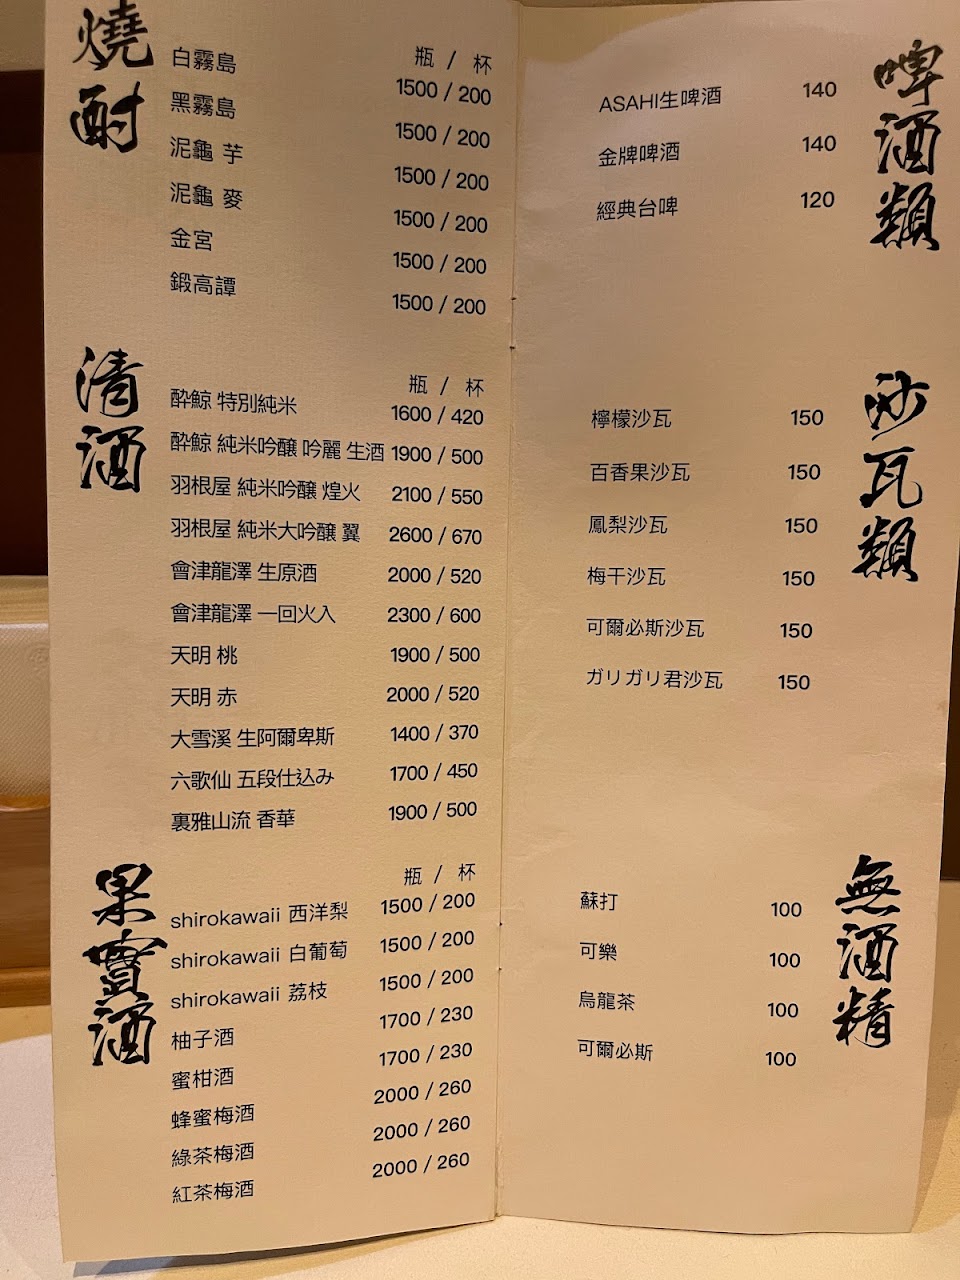 燒酎
瓶 / 杯
白霧島 1500 / 200
黑霧島 1500 / 200
泥龜 芋 1500 / 200
泥龜 麥 1500 / 200
金宮 1500 / 200
鍛高譚 1500 / 200
清酒
瓶 / 杯
酔鯨 特別純米 1600 / 420
酔鯨 純米吟醸 吟麗 生酒 1900 / 500
羽根屋 純米吟醸 煌火 2100 / 550
羽根屋 純米大吟醸 翼 2600 / 670
會津龍澤 生原酒 2000 / 520
會津龍澤 一回火入 2300 / 600
天明 桃 1900 / 500
天明 赤 2000 / 520
大雪溪 生阿爾卑斯 1400 / 370
六歌仙 五段仕込み 1700 / 450
裏雅山流 香華 1900 / 500
果實酒
瓶 / 杯
shirokawaii 西洋梨 1500 / 200
shirokawaii 白葡萄 1500 / 200
shirokawaii 荔枝 1500 / 200
柚子酒 1700 / 230
蜜柑酒 1700 / 230
蜂蜜梅酒 2000 / 260
綠茶梅酒 2000 / 260
紅茶梅酒 2000 / 260
啤酒類
ASAHI生啤酒 140
金牌啤酒 140
經典台啤 120
沙瓦類
檸檬沙瓦 150
百香果沙瓦 150
鳳梨沙瓦 150
梅干沙瓦 150
可爾必斯沙瓦 150
ガリガリ君沙瓦 150
無酒精
蘇打 100
可樂 100
烏龍茶 100
可爾必斯 100